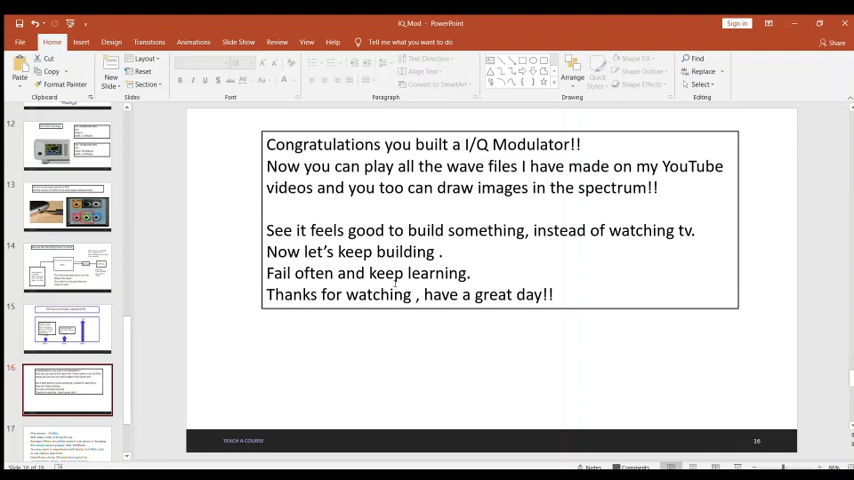 IQ_Mod - PowerPoint
Sign in
File Home Insert Design Transitions Animations Slide Show Review View Help Tell me what you want to do
Share
Paste
Cut
Copy
Format Painter
Clipboard
New
Slide
Layout
Reset
Section
Slides
18
Font
Text Direction
Align Text
Convert to SmartArt
Paragraph
Arrange
Quick
Styles
Shape Fill
Shape Outline
Shape Effects
Drawing
Find
Replace
Select
Editing
12
13
14
15
16
17
Congratulations you built a I/Q Modulator!!
Now you can play all the wave files I have made on my YouTube
videos and you too can draw images in the spectrum!!
See it feels good to build something, instead of watching tv.
Now let’s keep building .
Fail often and keep learning.
Thanks for watching , have a great day!!
TEACH A COURSE
16
Slide 16 of 18
Notes
Comments